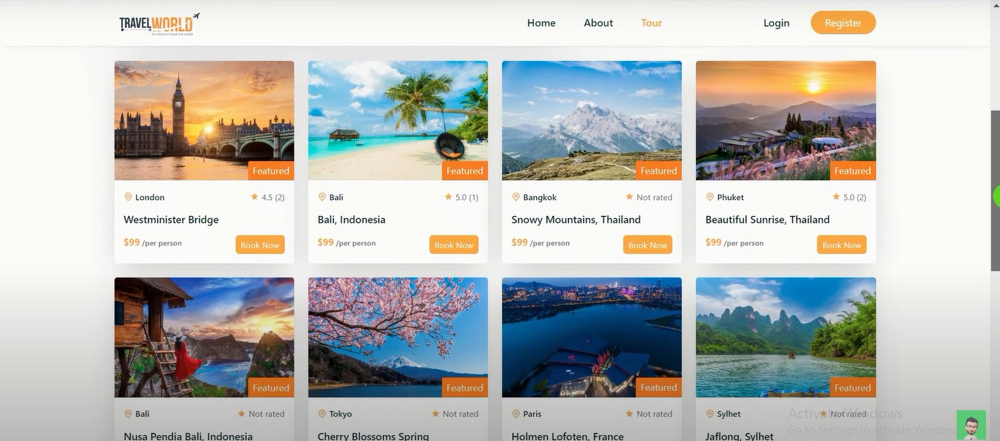 TRAVELWORLD
It's time to travel the world
Home About Tour Login Register
Featured Featured Featured Featured
London 4.5 (2) Bali 5.0 (1) Bangkok Not rated Phuket 5.0 (2)
Westminister Bridge Bali, Indonesia Snowy Mountains, Thailand Beautiful Sunrise, Thailand
$99 /per person Book Now $99 /per person Book Now $99 /per person Book Now $99 /per person Book Now
Featured Featured Featured Featured
Bali Not rated Tokyo Not rated Paris Not rated Sylhet Not rated
Activate Windows
Go to Settings to activate Windows
Nusa Pendia Bali, Indonesia Cherry Blossoms Spring Holmen Lofoten, France Jaflong, Sylhet